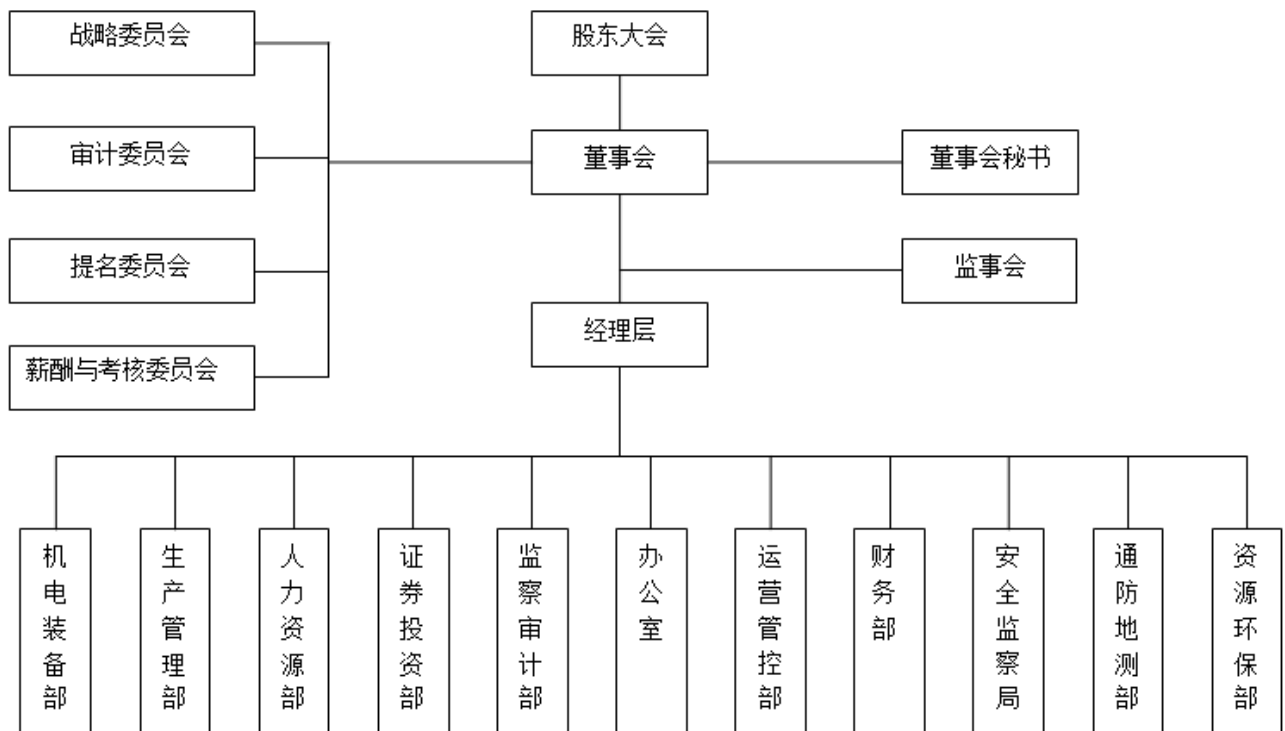 战略委员会
股东大会
审计委员会
董事会
董事会秘书
提名委员会
监事会
经理层
薪酬与考核委员会
机电装备部
生产管理部
人力资源部
证券投资部
监察审计部
办公室
运营管控部
财务部
安全监察局
通防地测部
资源环保部